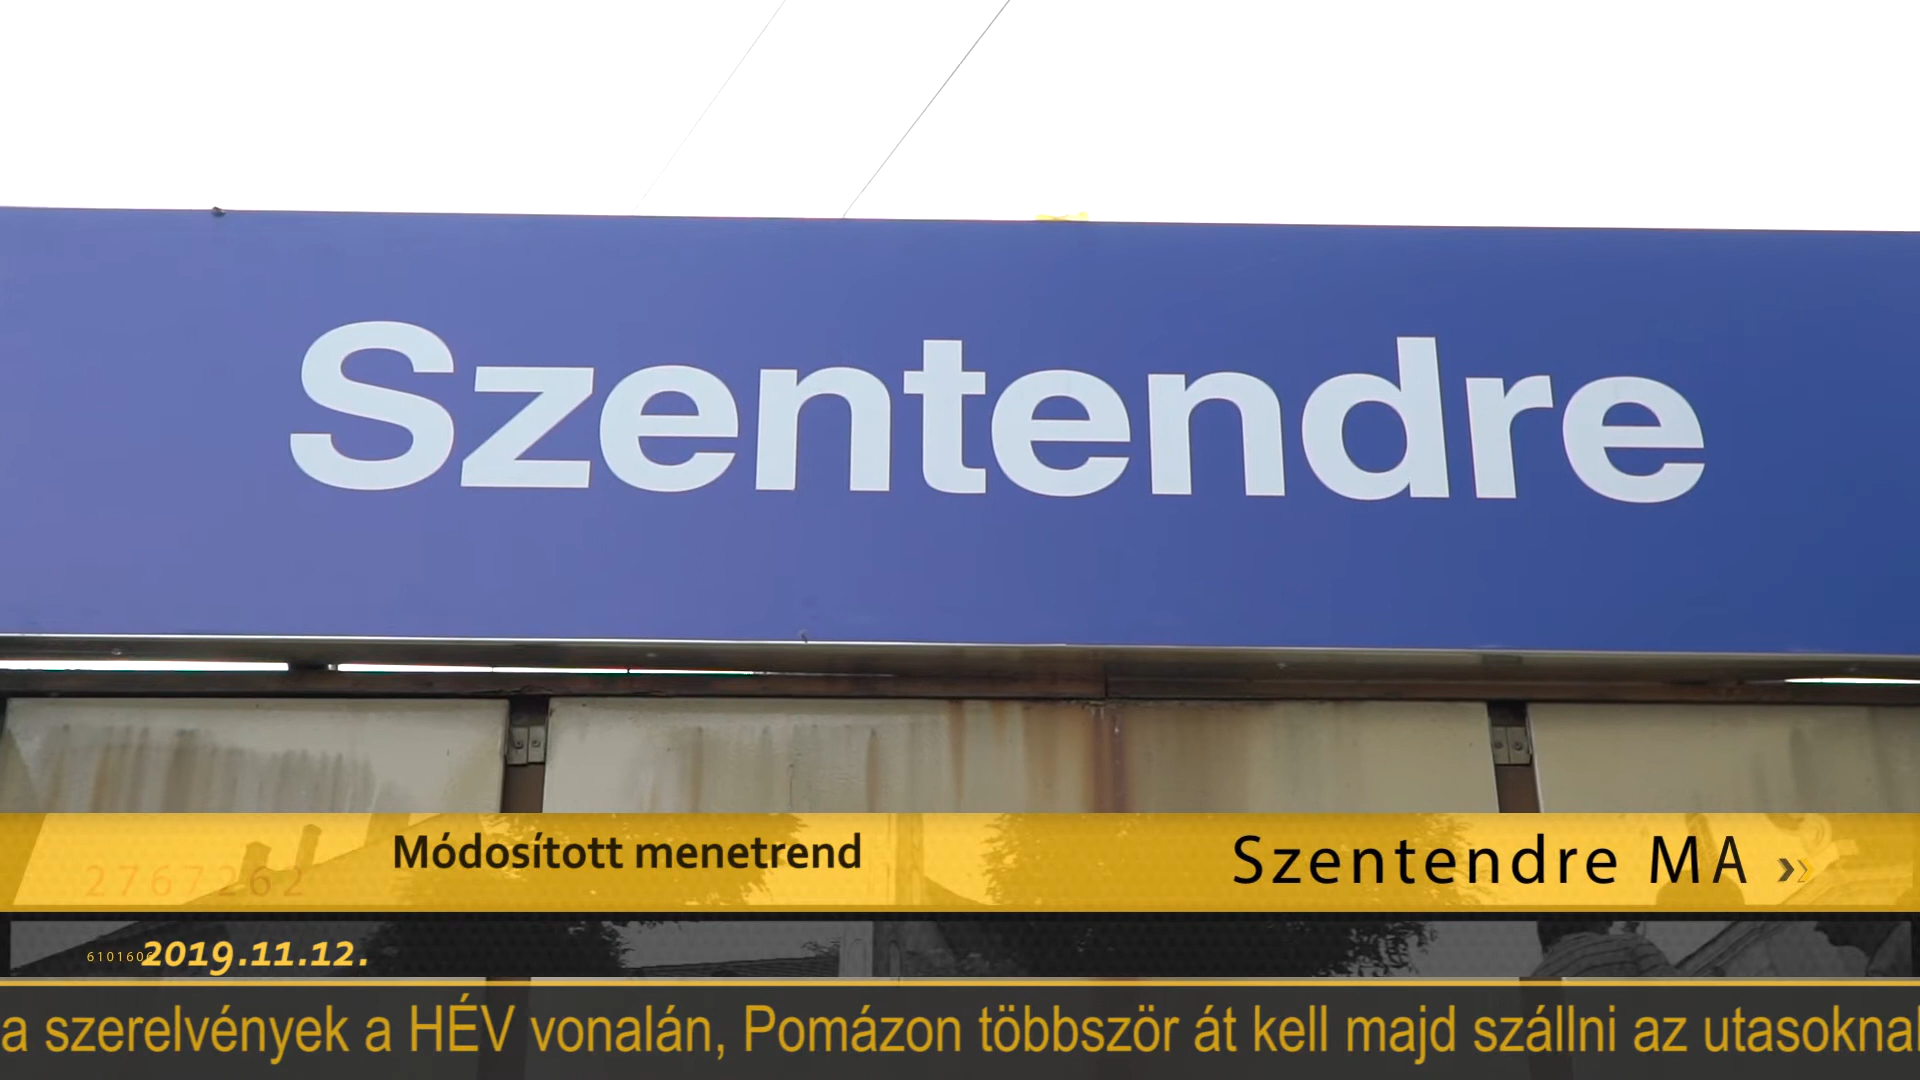 Szentendre
Módosított menetrend
Szentendre MA
2767262
2019.11.12.
a szerelvények a HÉV vonalán, Pomázon többször át kell majd szállni az utasoknak